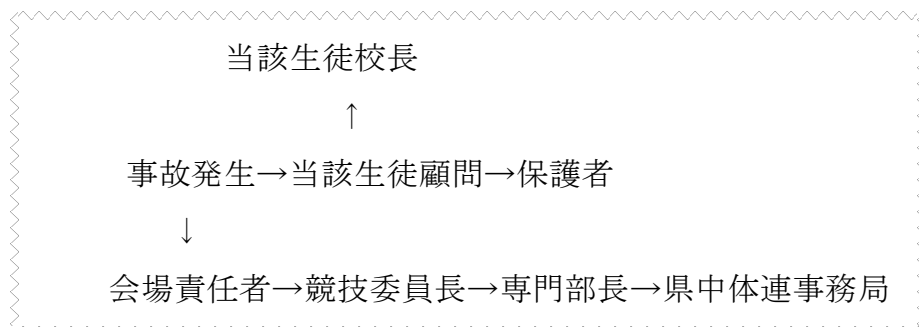 当該生徒校長
↑
事故発生→当該生徒顧問→保護者
↓
会場責任者→競技委員長→専門部長→県中体連事務局